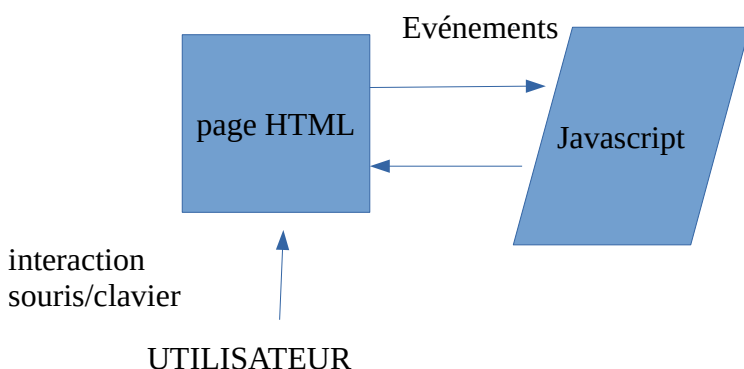 Evénements
page HTML
Javascript
interaction
souris/clavier
UTILISATEUR